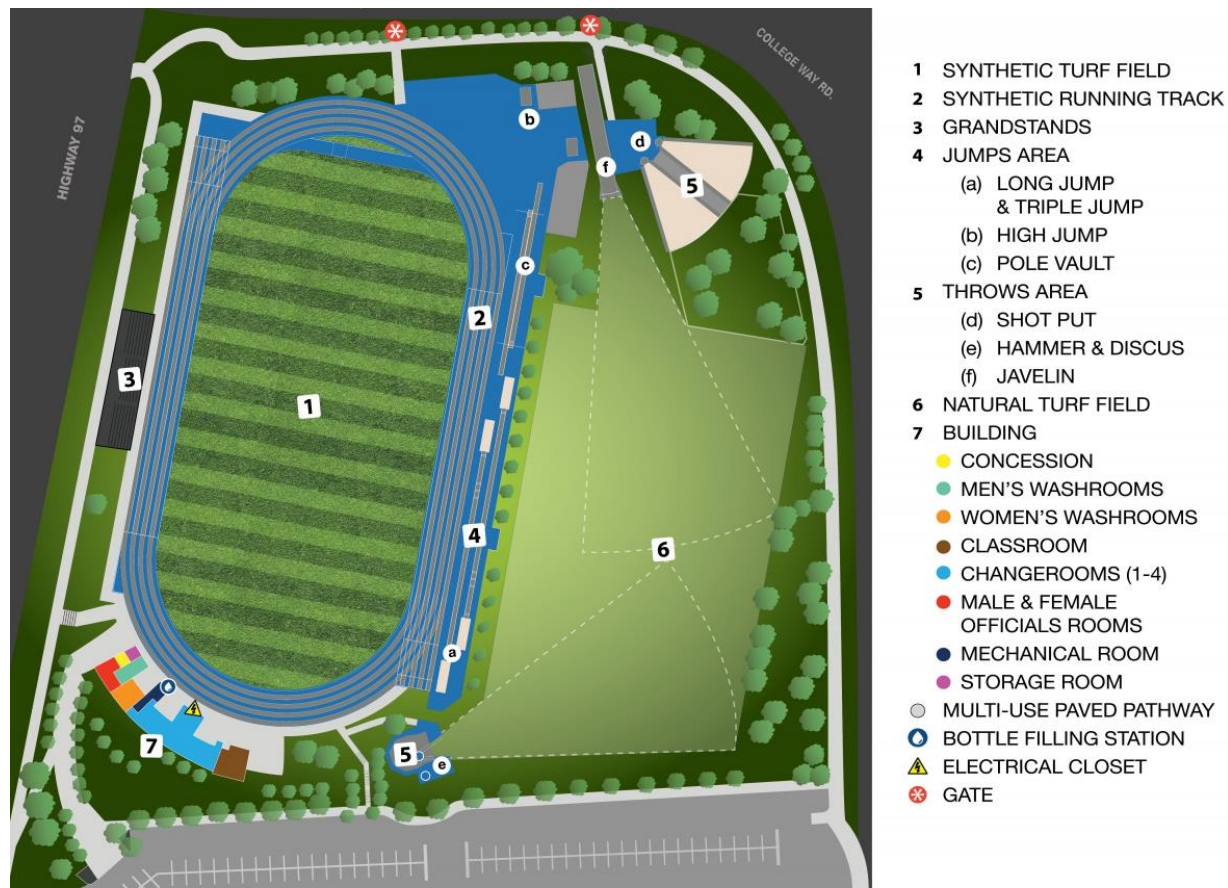 HIGHWAY 97
COLLEGE WAY RD.
b
d
f
5
c
2
3
1
4
6
a
7
5
e
1 SYNTHETIC TURF FIELD
2 SYNTHETIC RUNNING TRACK
3 GRANDSTANDS
4 JUMPS AREA
(a) LONG JUMP
& TRIPLE JUMP
(b) HIGH JUMP
(c) POLE VAULT
5 THROWS AREA
(d) SHOT PUT
(e) HAMMER & DISCUS
(f) JAVELIN
6 NATURAL TURF FIELD
7 BUILDING
CONCESSION
MEN'S WASHROOMS
WOMEN'S WASHROOMS
CLASSROOM
CHANGEROOMS (1-4)
MALE & FEMALE
OFFICIALS ROOMS
MECHANICAL ROOM
STORAGE ROOM
MULTI-USE PAVED PATHWAY
BOTTLE FILLING STATION
ELECTRICAL CLOSET
GATE